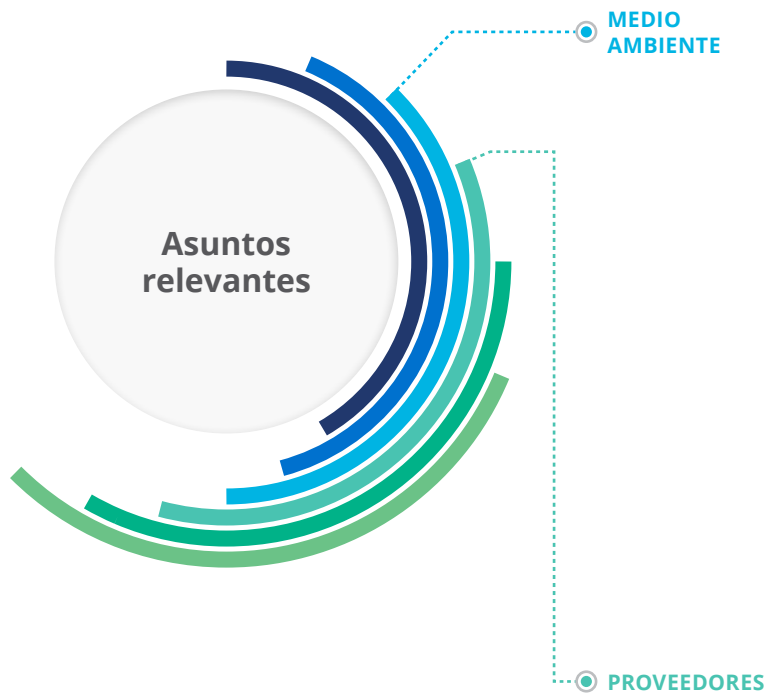 MEDIO
AMBIENTE
Asuntos
relevantes
PROVEEDORES